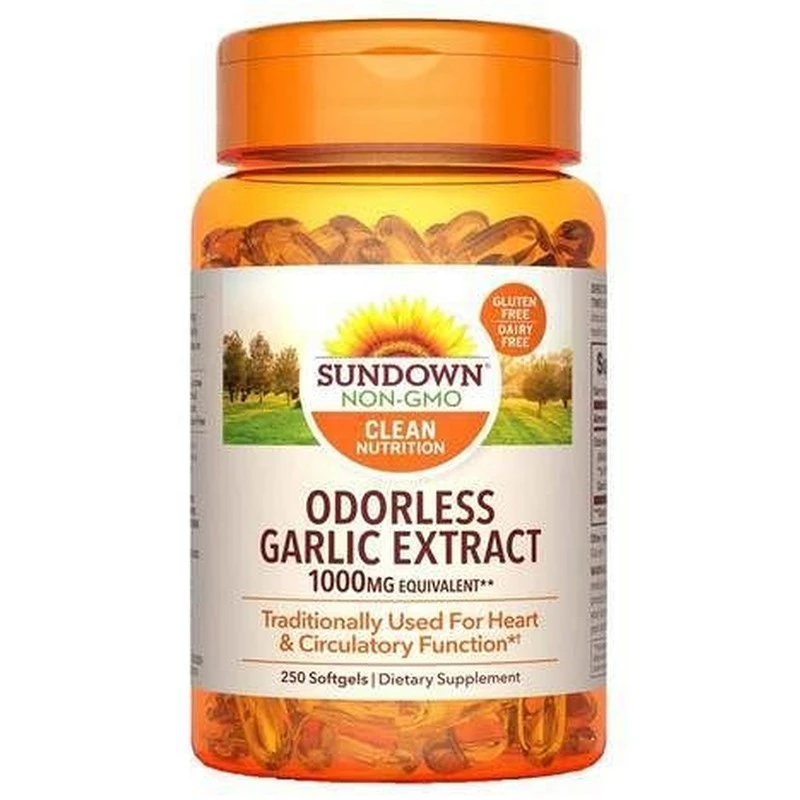 GLUTEN
FREE
DAIRY
FREE
SUNDOWN®
NON-GMO
CLEAN
NUTRITION
ODORLESS
GARLIC EXTRACT
1000MG EQUIVALENT**
Traditionally Used For Heart
& Circulatory Function*†
250 Softgels | Dietary Supplement